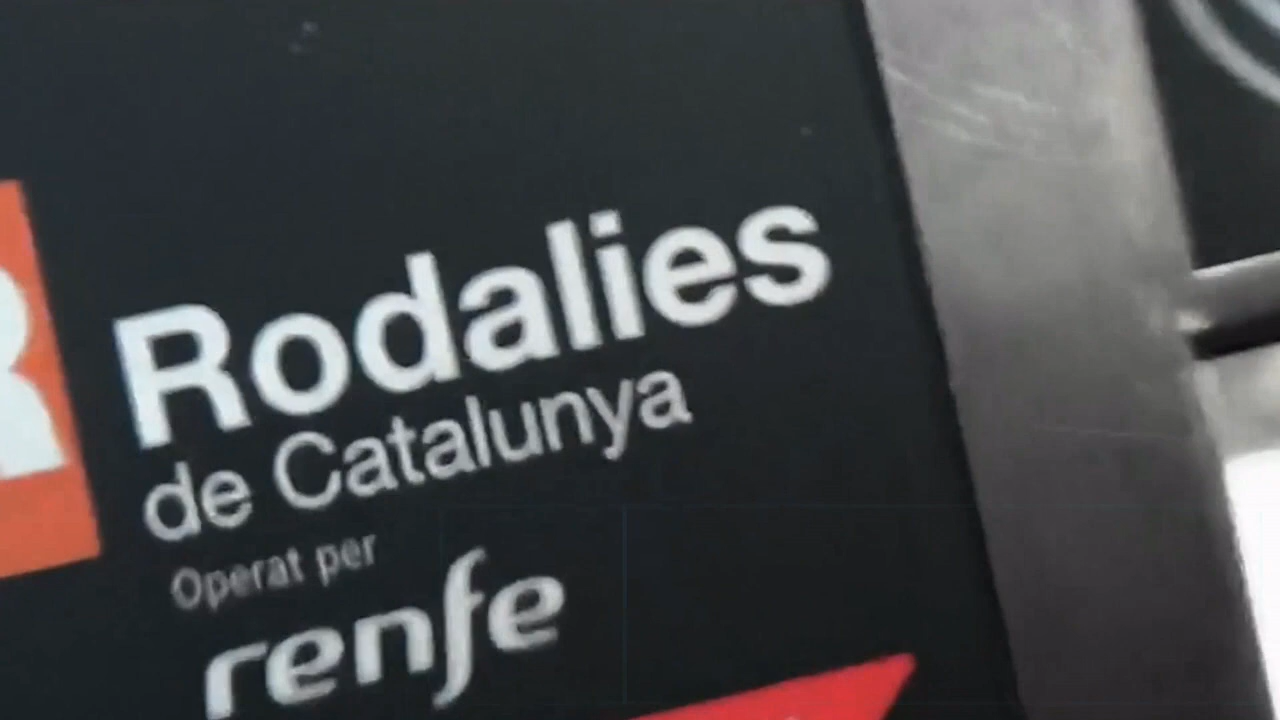 R
Rodalies
de Catalunya
Operat per
renfe